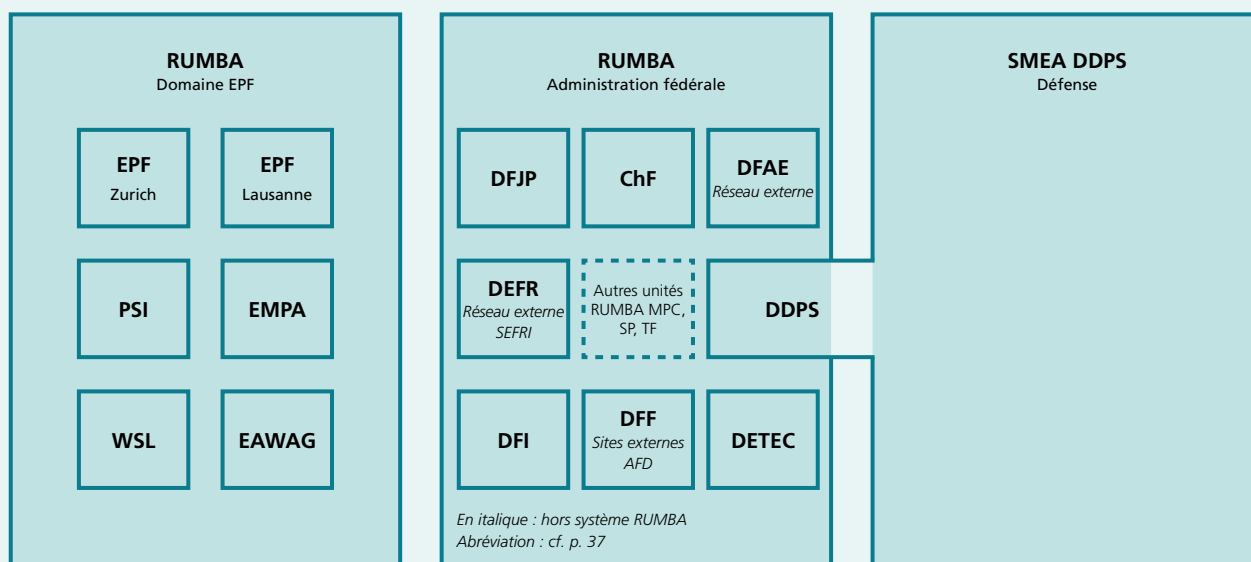 RUMBA
Domaine EPF
EPF
Zurich
EPF
Lausanne
PSI
EMPA
WSL
EAWAG
RUMBA
Administration fédérale
DFJP
ChF
DFAE
Réseau externe
DEFR
Réseau externe
SEFRI
Autres unités
RUMBA MPC,
SP, TF
DDPS
DFI
DFF
Sites externes
AFD
DETEC
En italique : hors système RUMBA
Abréviation : cf. p. 37
SMEA DDPS
Défense